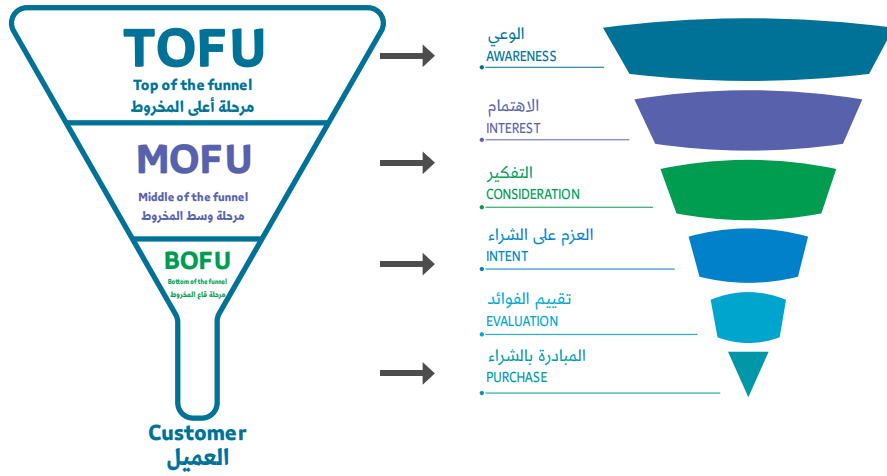 TOFU
Top of the funnel
مرحلة أعلى المخروط
MOFU
Middle of the funnel
مرحلة وسط المخروط
BOFU
Bottom of the funnel
مرحلة قاع المخروط
Customer
العميل
الوعي
AWARENESS
الاهتمام
INTEREST
التفكير
CONSIDERATION
العزم على الشراء
INTENT
تقييم الفوائد
EVALUATION
المبادرة بالشراء
PURCHASE